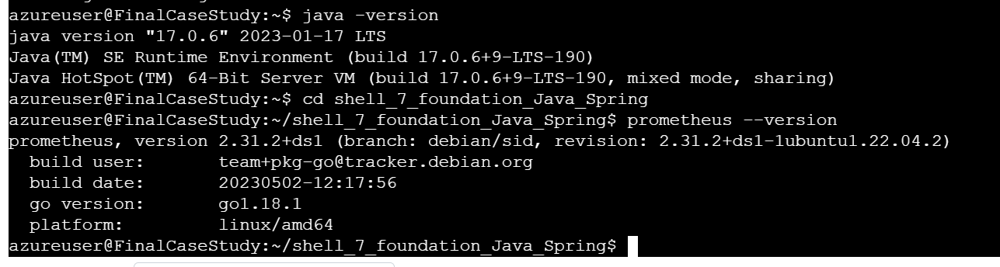 azureuser@FinalCaseStudy:~$ java -version
java version "17.0.6" 2023-01-17 LTS
Java(TM) SE Runtime Environment (build 17.0.6+9-LTS-190)
Java HotSpot(TM) 64-Bit Server VM (build 17.0.6+9-LTS-190, mixed mode, sharing)
azureuser@FinalCaseStudy:~$ cd shell_7_foundation_Java_Spring
azureuser@FinalCaseStudy:~/shell_7_foundation_Java_Spring$ prometheus --version
prometheus, version 2.31.2+ds1 (branch: debian/sid, revision: 2.31.2+ds1-1ubuntu1.22.04.2)
  build user:       team+pkg-go@tracker.debian.org
  build date:       20230502-12:17:56
  go version:       go1.18.1
  platform:         linux/amd64
azureuser@FinalCaseStudy:~/shell_7_foundation_Java_Spring$